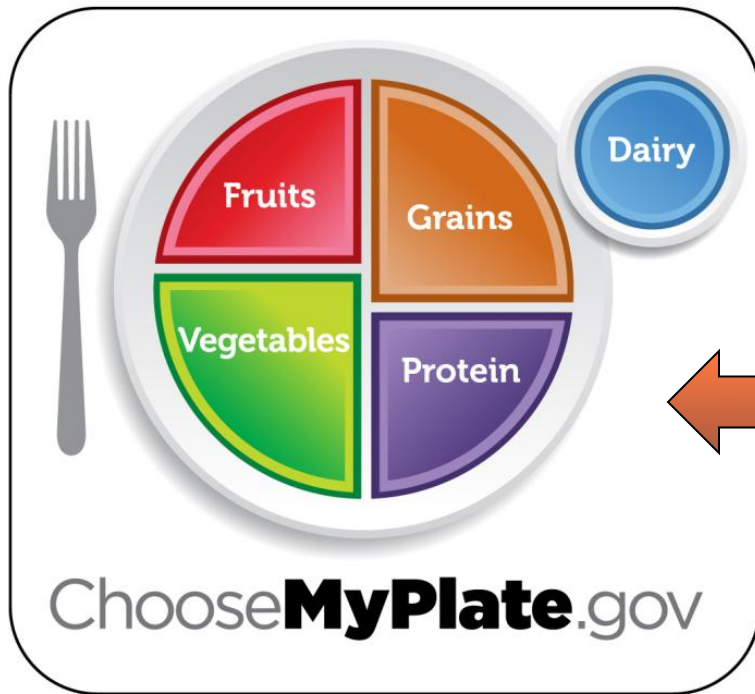 Fruits
Grains
Dairy
Vegetables
Protein
ChooseMyPlate.gov